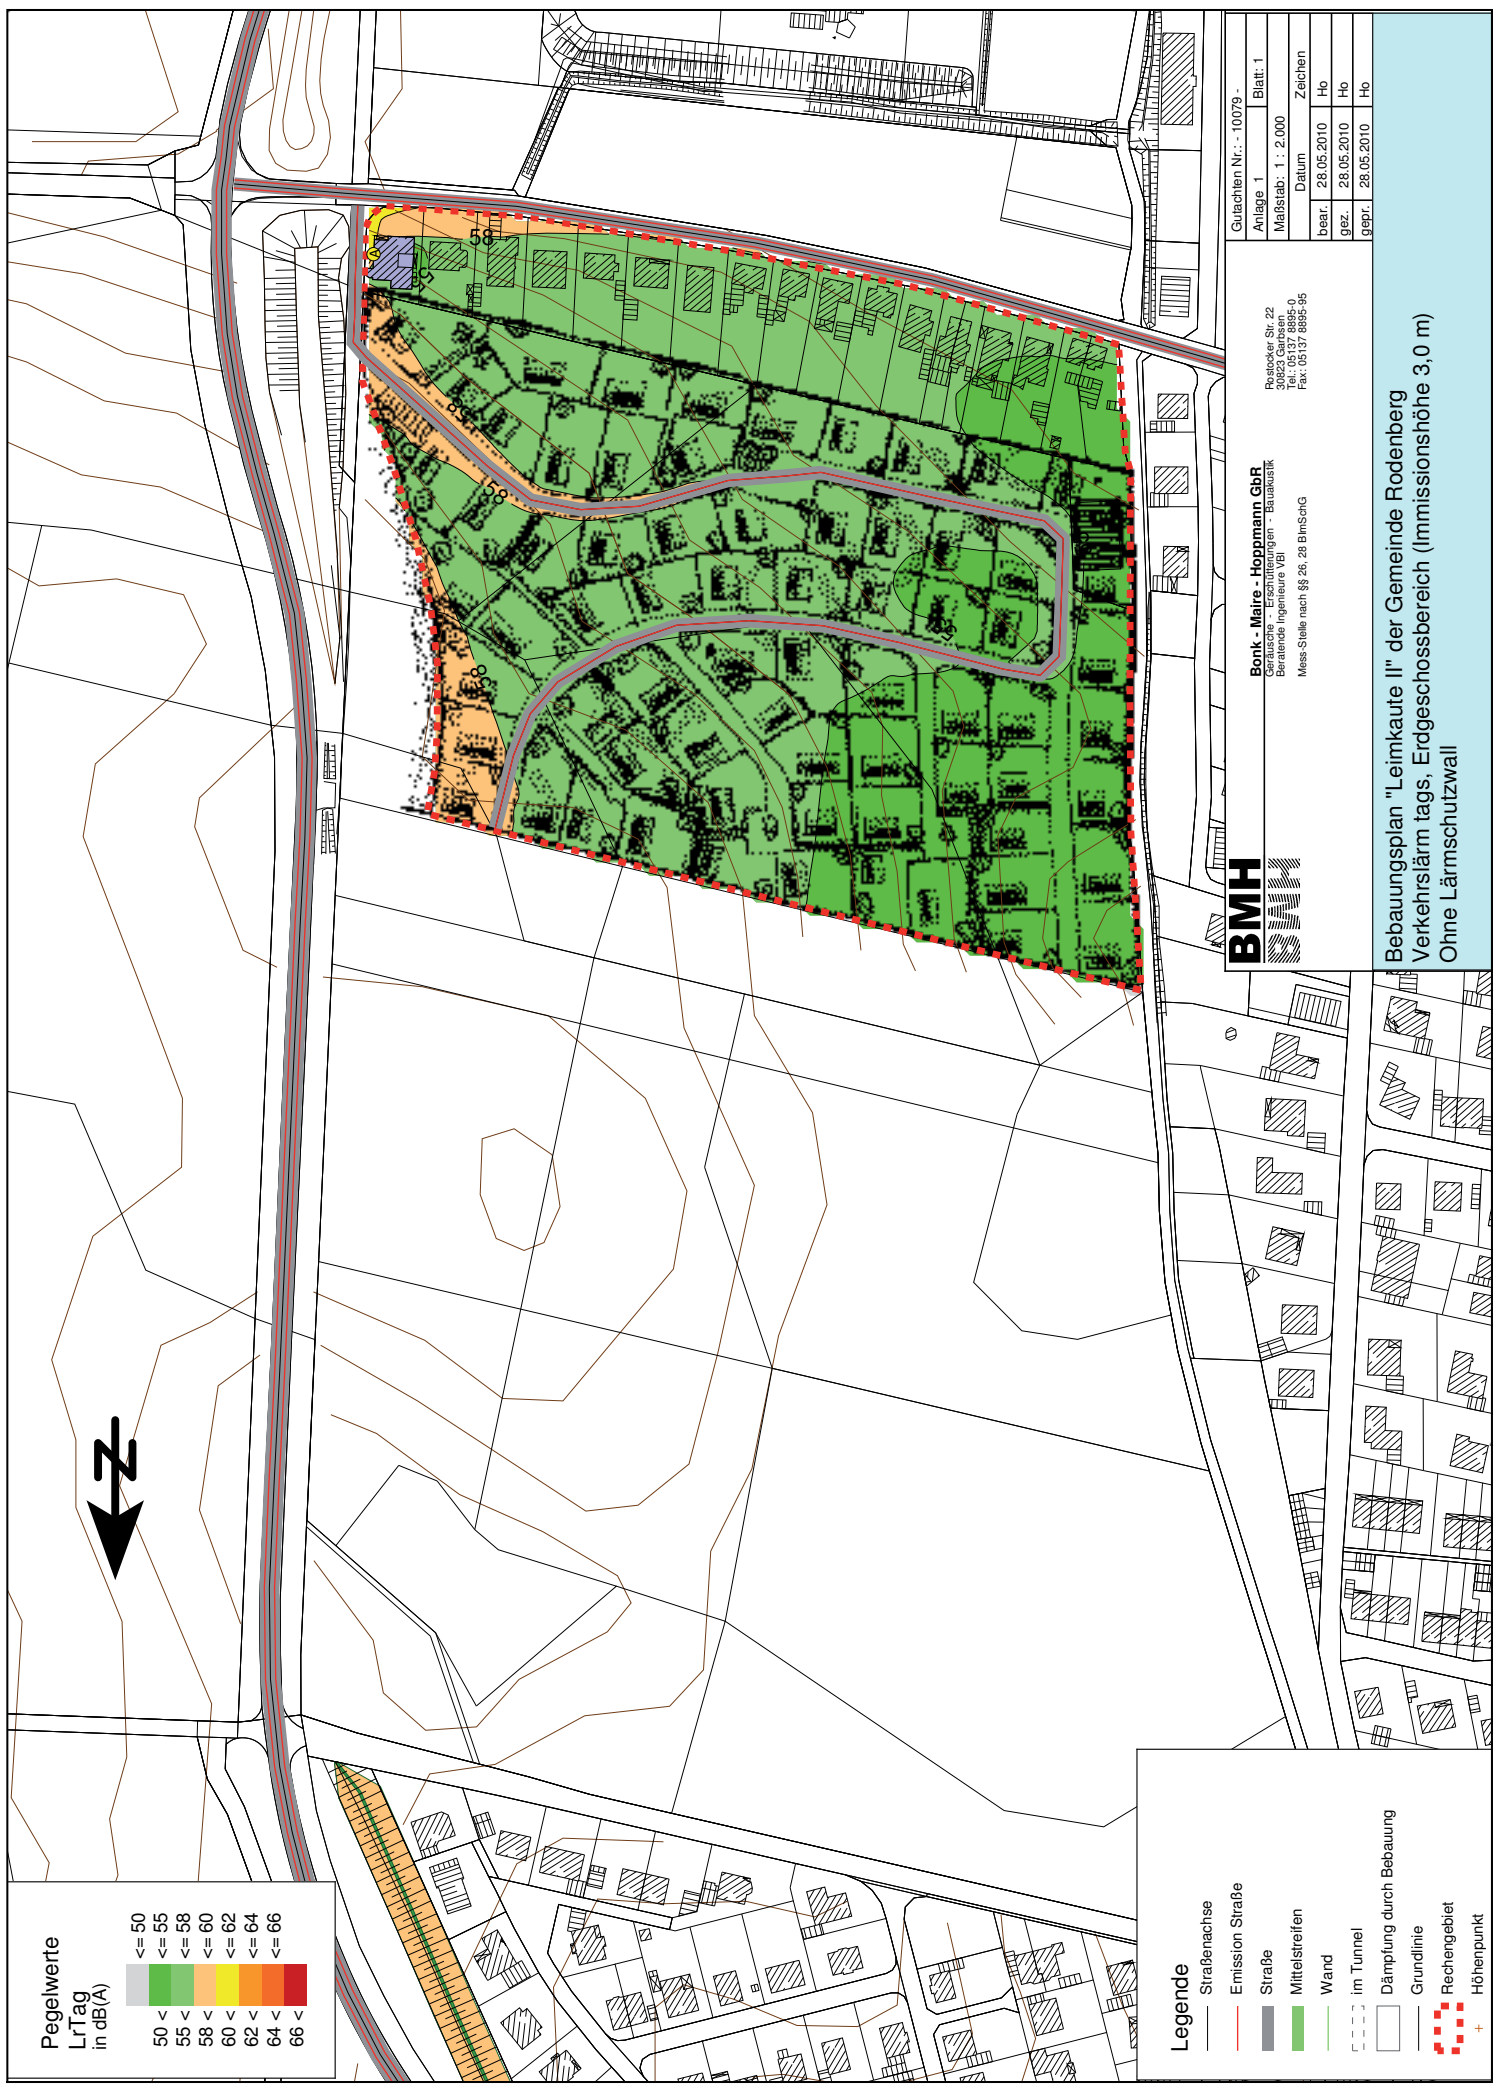 Gutachten Nr.: - 10079 -
Anlage 1 Blatt: 1
Maßstab: 1 : 2.000
Datum Zeichen
bear. 28.05.2010 Ho
gez. 28.05.2010 Ho
gepr. 28.05.2010 Ho
Rostocker Str. 22
30823 Garbsen
Tel.: 05137 8895-0
Fax.: 05137 8895-95
Bonk - Maire - Hoppmann GbR
Geräusche - Erschütterungen - Bauakustik
Beratende Ingenieure VBI
Mess-Stelle nach §§ 26, 28 BImSchG
BMH
BMH
Bebauungsplan "Leimkaute II" der Gemeinde Rodenberg
Verkehrslärm tags, Erdgeschossbereich (Immissionshöhe 3,0 m)
Ohne Lärmschutzwall
A
58
58
58
58
N
Pegelwerte
LrTag
in dB(A)
<= 50
50 < <= 55
55 < <= 58
58 < <= 60
60 < <= 62
62 < <= 64
64 < <= 66
66 <
Legende
Straßenachse
Emission Straße
Straße
Mittelstreifen
Wand
im Tunnel
Dämpfung durch Bebauung
Grundlinie
Rechengebiet
Höhenpunkt